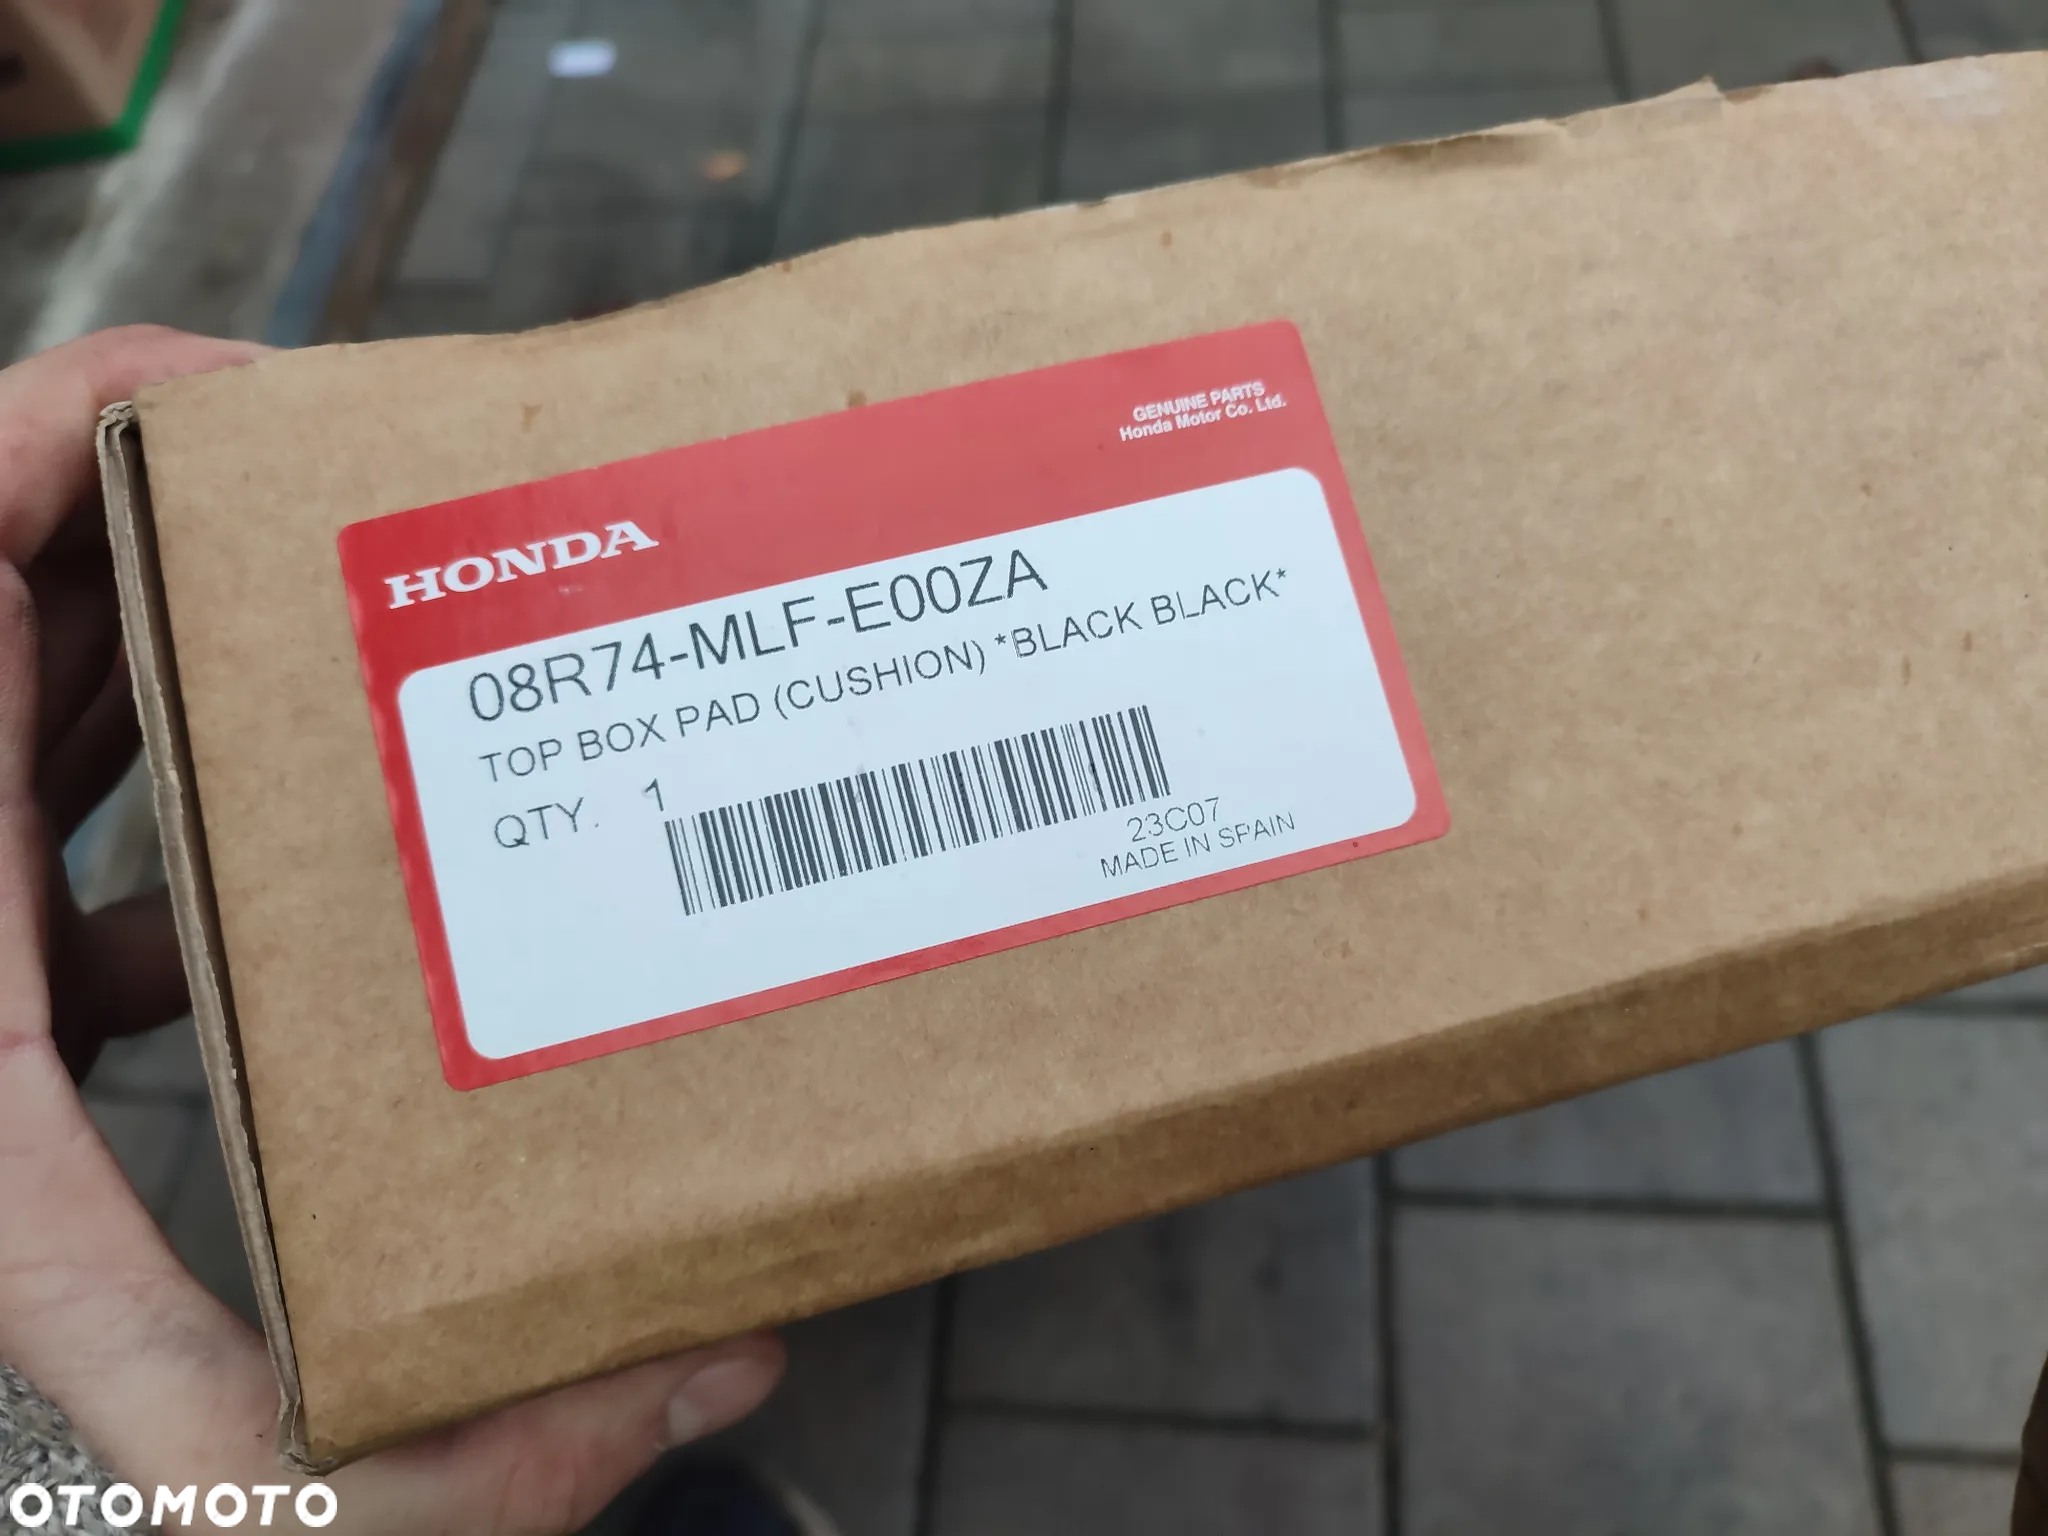 GENUINE PARTS
Honda Motor Co. Ltd.
HONDA
08R74-MLF-E00ZA
TOP BOX PAD (CUSHION) *BLACK BLACK*
QTY. 1
23C07
MADE IN SPAIN
OTOMOTO